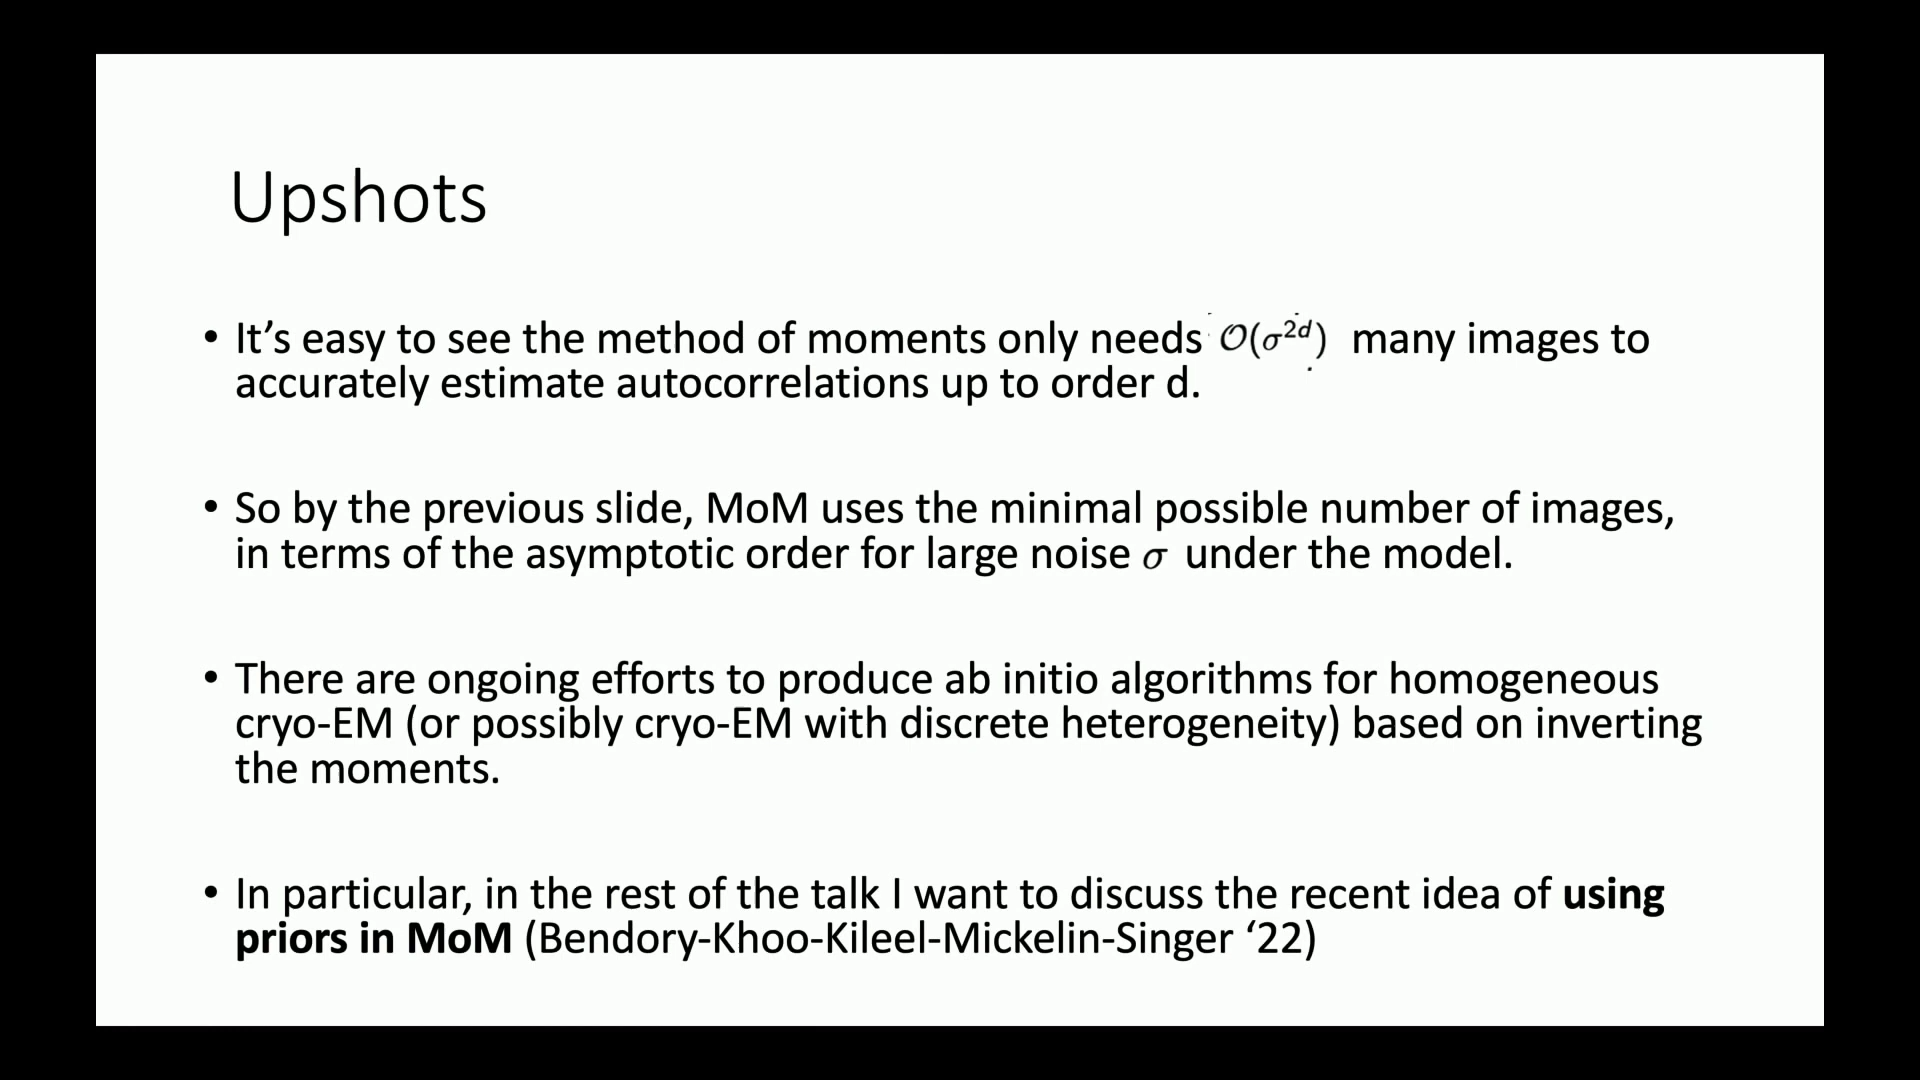 Upshots
• It’s easy to see the method of moments only needs 𝒪(σ²ᵈ) many images to
accurately estimate autocorrelations up to order d.
• So by the previous slide, MoM uses the minimal possible number of images,
in terms of the asymptotic order for large noise σ under the model.
• There are ongoing efforts to produce ab initio algorithms for homogeneous
cryo-EM (or possibly cryo-EM with discrete heterogeneity) based on inverting
the moments.
• In particular, in the rest of the talk I want to discuss the recent idea of using
priors in MoM (Bendory-Khoo-Kileel-Mickelin-Singer ‘22)